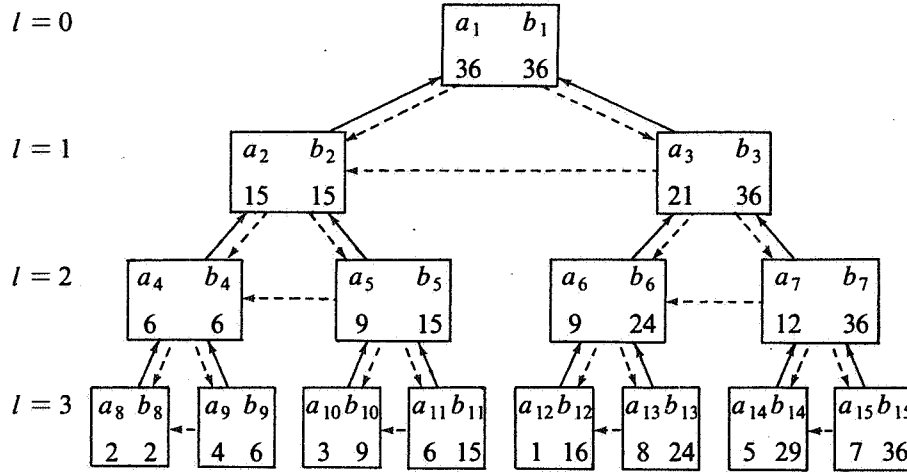 l = 0
a₁ b₁
36 36
l = 1
a₂ b₂ a₃ b₃
15 15 21 36
l = 2
a₄ b₄ a₅ b₅ a₆ b₆ a₇ b₇
6 6 9 15 9 24 12 36
l = 3
a₈ b₈ a₉ b₉ a₁₀ b₁₀ a₁₁ b₁₁ a₁₂ b₁₂ a₁₃ b₁₃ a₁₄ b₁₄ a₁₅ b₁₅
2 2 4 6 3 9 6 15 1 16 8 24 5 29 7 36